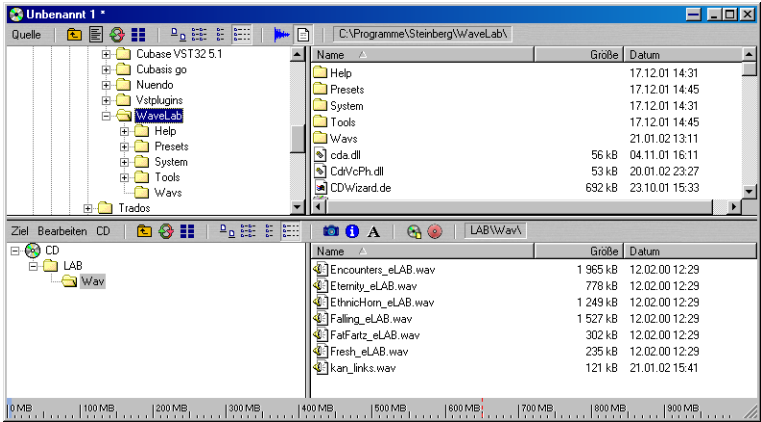 Unbenannt 1 *
Quelle C:\Programme\Steinberg\WaveLab\
Cubase VST32 5.1
Cubasis go
Nuendo
Vstplugins
WaveLab
Help
Presets
System
Tools
Wavs
Trados
Name Größe Datum
Help 17.12.01 14:31
Presets 17.12.01 14:45
System 17.12.01 14:31
Tools 17.12.01 14:45
Wavs 21.01.02 13:11
cda.dll 56 kB 04.11.01 16:11
CdrVcPh.dll 53 kB 20.01.02 23:27
CDWizard.de 692 kB 23.10.01 15:33
Ziel Bearbeiten CD A LAB\Wav\
CD
LAB
Wav
Name Größe Datum
Encounters_eLAB.wav 1 965 kB 12.02.00 12:29
Eternity_eLAB.wav 778 kB 12.02.00 12:29
EthnicHorn_eLAB.wav 1 249 kB 12.02.00 12:29
Falling_eLAB.wav 1 527 kB 12.02.00 12:29
FatFartz_eLAB.wav 302 kB 12.02.00 12:29
Fresh_eLAB.wav 235 kB 12.02.00 12:29
kan_links.wav 121 kB 21.01.02 15:41
0 MB 100 MB 200 MB 300 MB 400 MB 500 MB 600 MB 700 MB 800 MB 900 MB